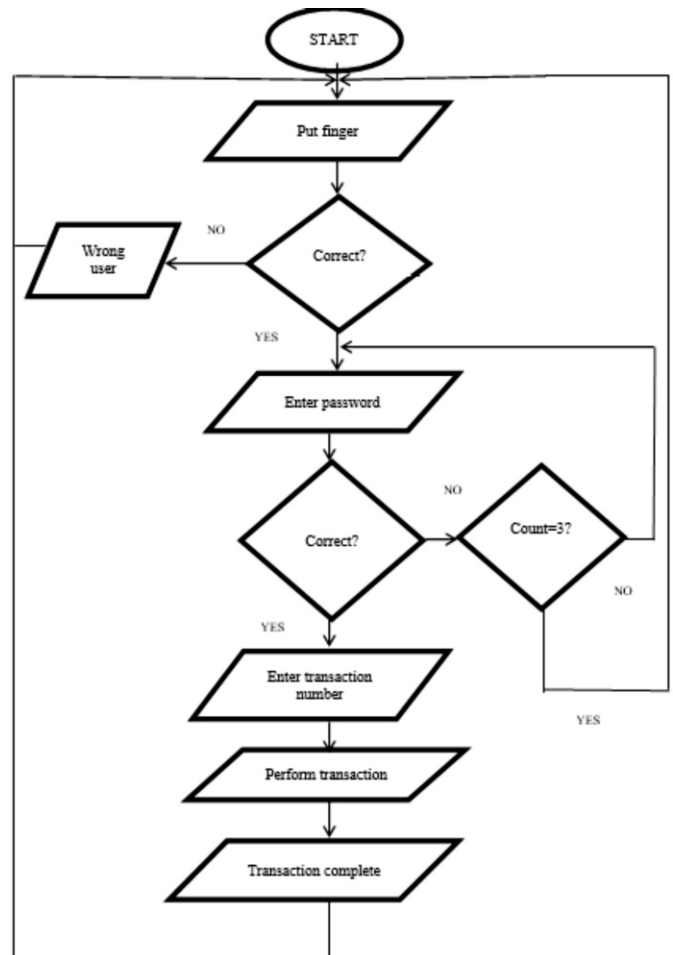 START
Put finger
NO
Correct?
Wrong
user
YES
Enter password
NO
Count=3?
Correct?
NO
YES
Enter transaction
number
YES
Perform transaction
Transaction complete